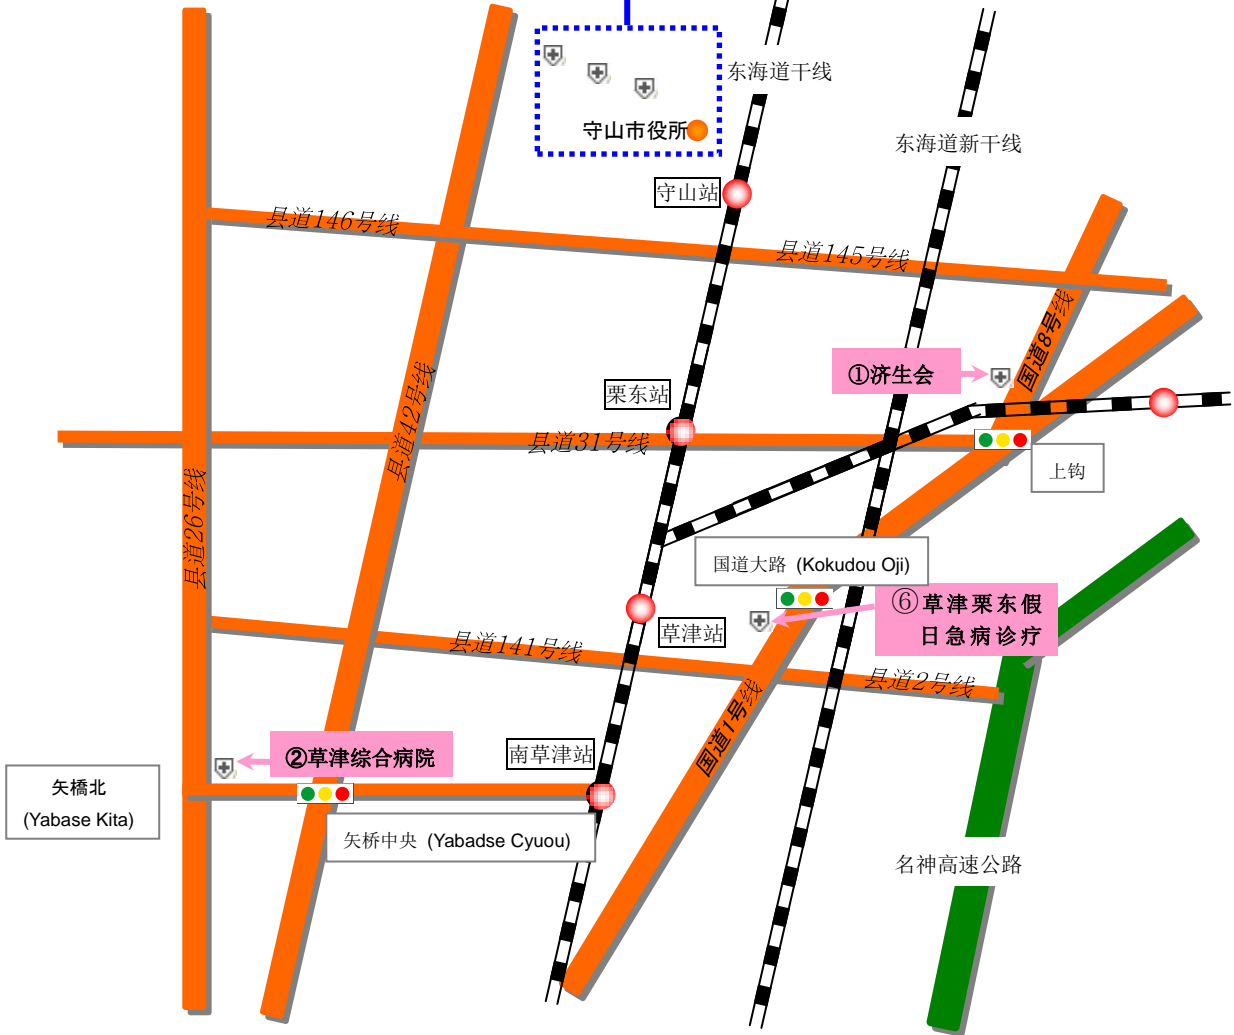 东海道干线
守山市役所
东海道新干线
守山站
县道146号线
县道145号线
国道8号线
①济生会
县道42号线
栗东站
县道31号线
上钩
县道26号线
国道大路 (Kokudou Oji)
⑥草津栗东假
日急病诊疗
草津站
县道141号线
县道2号线
国道1号线
②草津综合病院
南草津站
矢橋北
(Yabase Kita)
矢桥中央 (Yabadse Cyuou)
名神高速公路